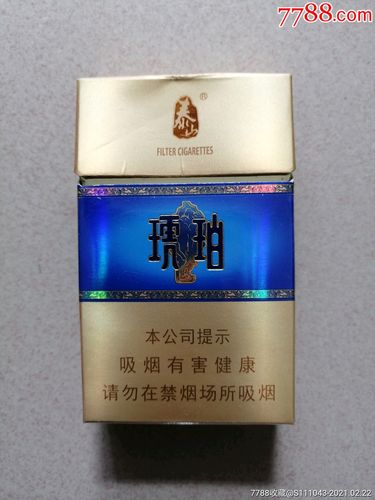 7788.com
泰山®
FILTER CIGARETTES
琥珀
本公司提示
吸烟有害健康
请勿在禁烟场所吸烟
7788收藏@S111043-2021.02.22